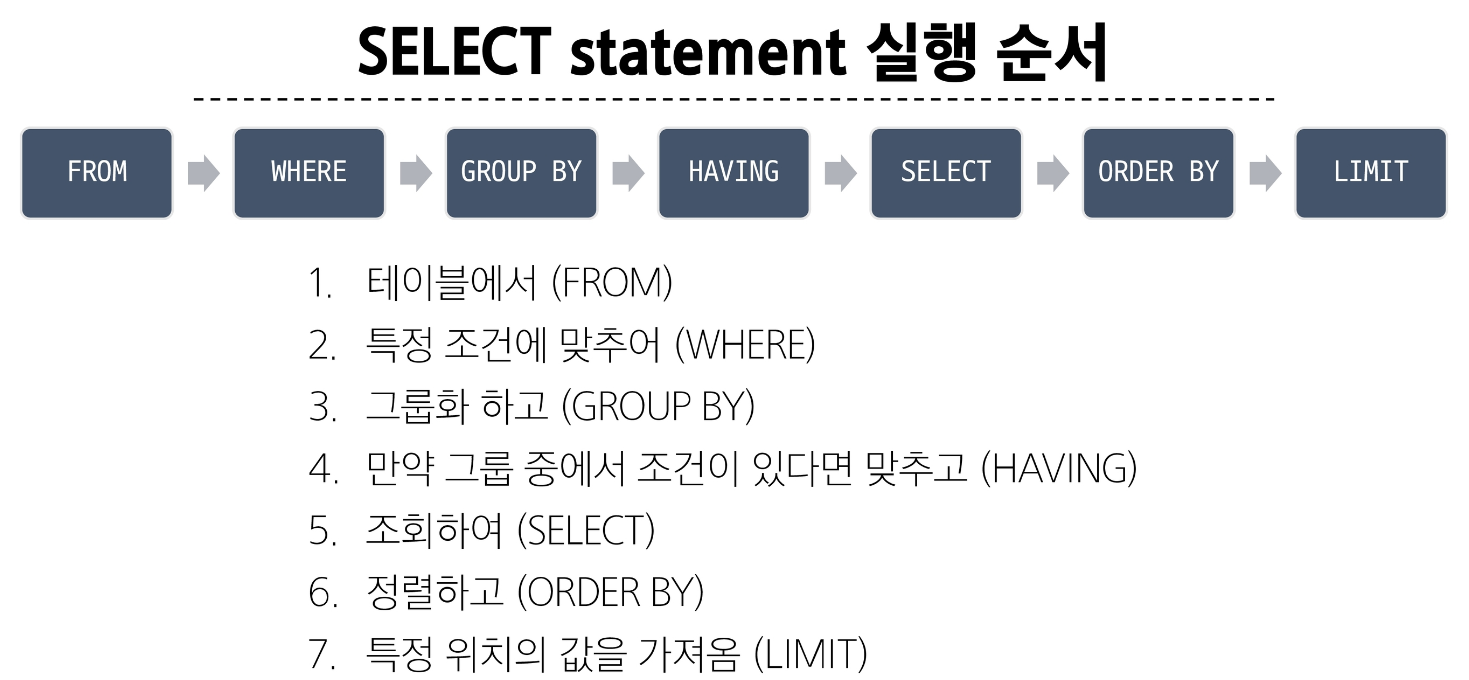 SELECT statement 실행 순서
FROM WHERE GROUP BY HAVING SELECT ORDER BY LIMIT
1. 테이블에서 (FROM)
2. 특정 조건에 맞추어 (WHERE)
3. 그룹화 하고 (GROUP BY)
4. 만약 그룹 중에서 조건이 있다면 맞추고 (HAVING)
5. 조회하여 (SELECT)
6. 정렬하고 (ORDER BY)
7. 특정 위치의 값을 가져옴 (LIMIT)